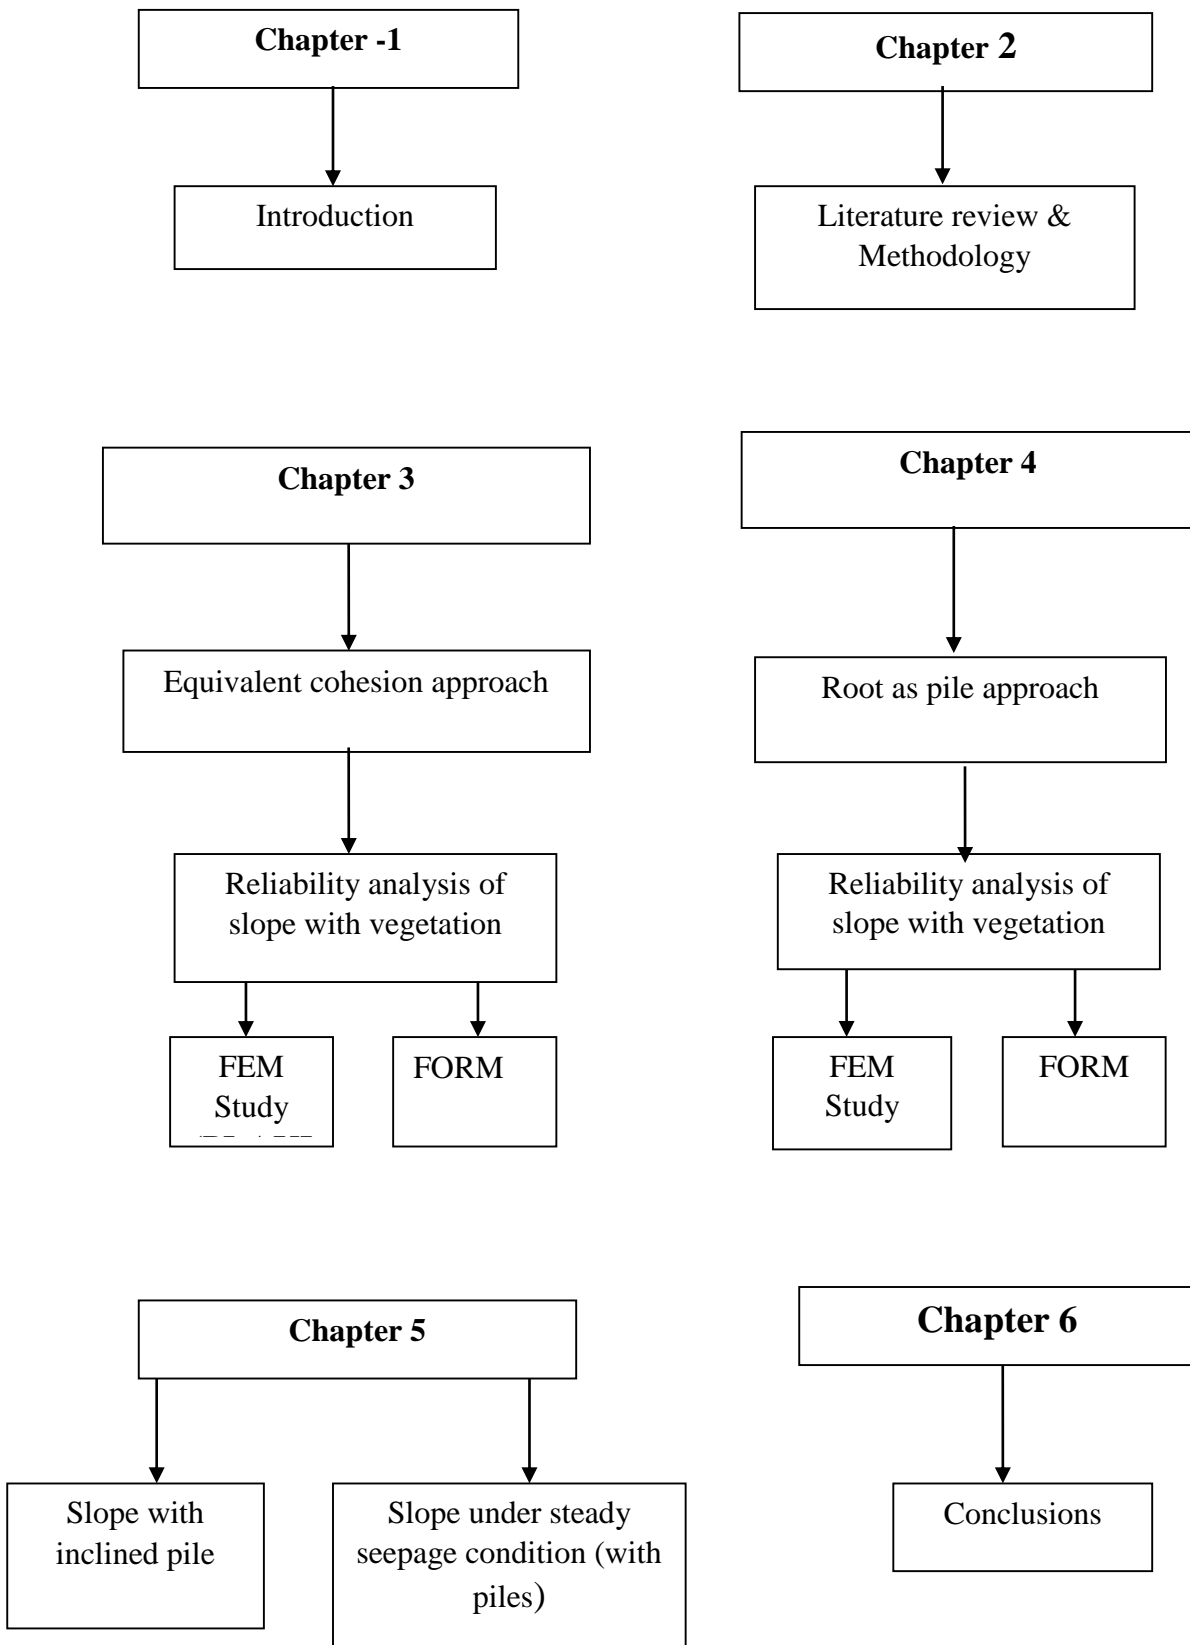 Chapter -1
Introduction
Chapter 2
Literature review &
Methodology
Chapter 3
Equivalent cohesion approach
Reliability analysis of
slope with vegetation
FEM
Study
FORM
Chapter 4
Root as pile approach
Reliability analysis of
slope with vegetation
FEM
Study
FORM
Chapter 5
Slope with
inclined pile
Slope under steady
seepage condition (with
piles)
Chapter 6
Conclusions